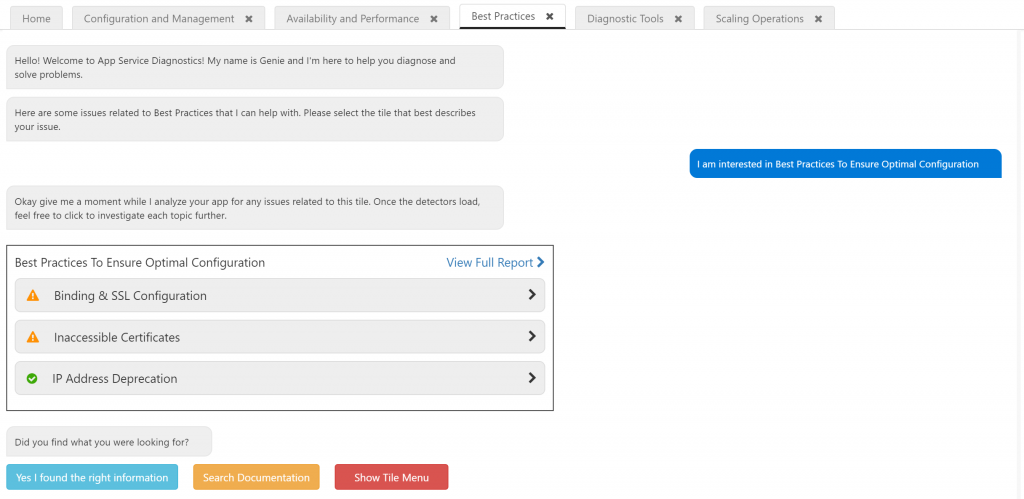 Home
Configuration and Management
Availability and Performance
Best Practices
Diagnostic Tools
Scaling Operations
Hello! Welcome to App Service Diagnostics! My name is Genie and I'm here to help you diagnose and
solve problems.
Here are some issues related to Best Practices that I can help with. Please select the tile that best describes
your issue.
I am interested in Best Practices To Ensure Optimal Configuration
Okay give me a moment while I analyze your app for any issues related to this tile. Once the detectors load,
feel free to click to investigate each topic further.
Best Practices To Ensure Optimal Configuration
View Full Report
Binding & SSL Configuration
Inaccessible Certificates
IP Address Deprecation
Did you find what you were looking for?
Yes I found the right information
Search Documentation
Show Tile Menu